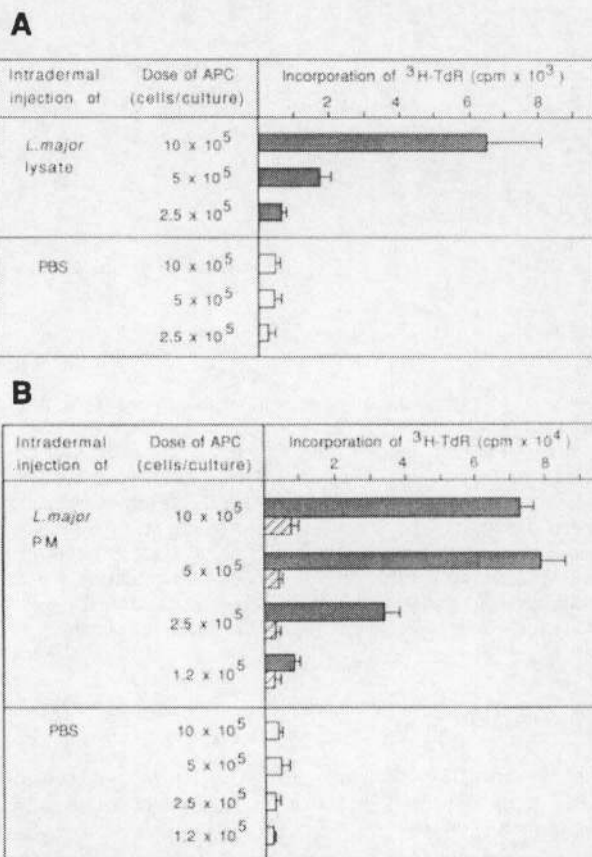 A
Intradermal injection of
Dose of APC (cells/culture)
Incorporation of ³H-TdR (cpm x 10³)
2 4 6 8
L.major lysate
10 x 10⁵
5 x 10⁵
2.5 x 10⁵
PBS
10 x 10⁵
5 x 10⁵
2.5 x 10⁵
B
Intradermal injection of
Dose of APC (cells/culture)
Incorporation of ³H-TdR (cpm x 10⁴)
2 4 6 8
L.major PM
10 x 10⁵
5 x 10⁵
2.5 x 10⁵
1.2 x 10⁵
PBS
10 x 10⁵
5 x 10⁵
2.5 x 10⁵
1.2 x 10⁵